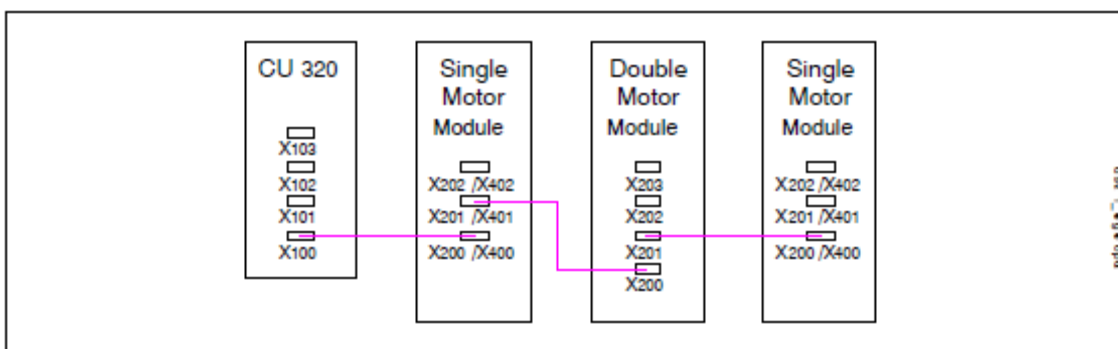 CU 320
X103
X102
X101
X100
Single
Motor
Module
X202 /X402
X201 /X401
X200 /X400
Double
Motor
Module
X203
X202
X201
X200
Single
Motor
Module
X202 /X402
X201 /X401
X200 /X400